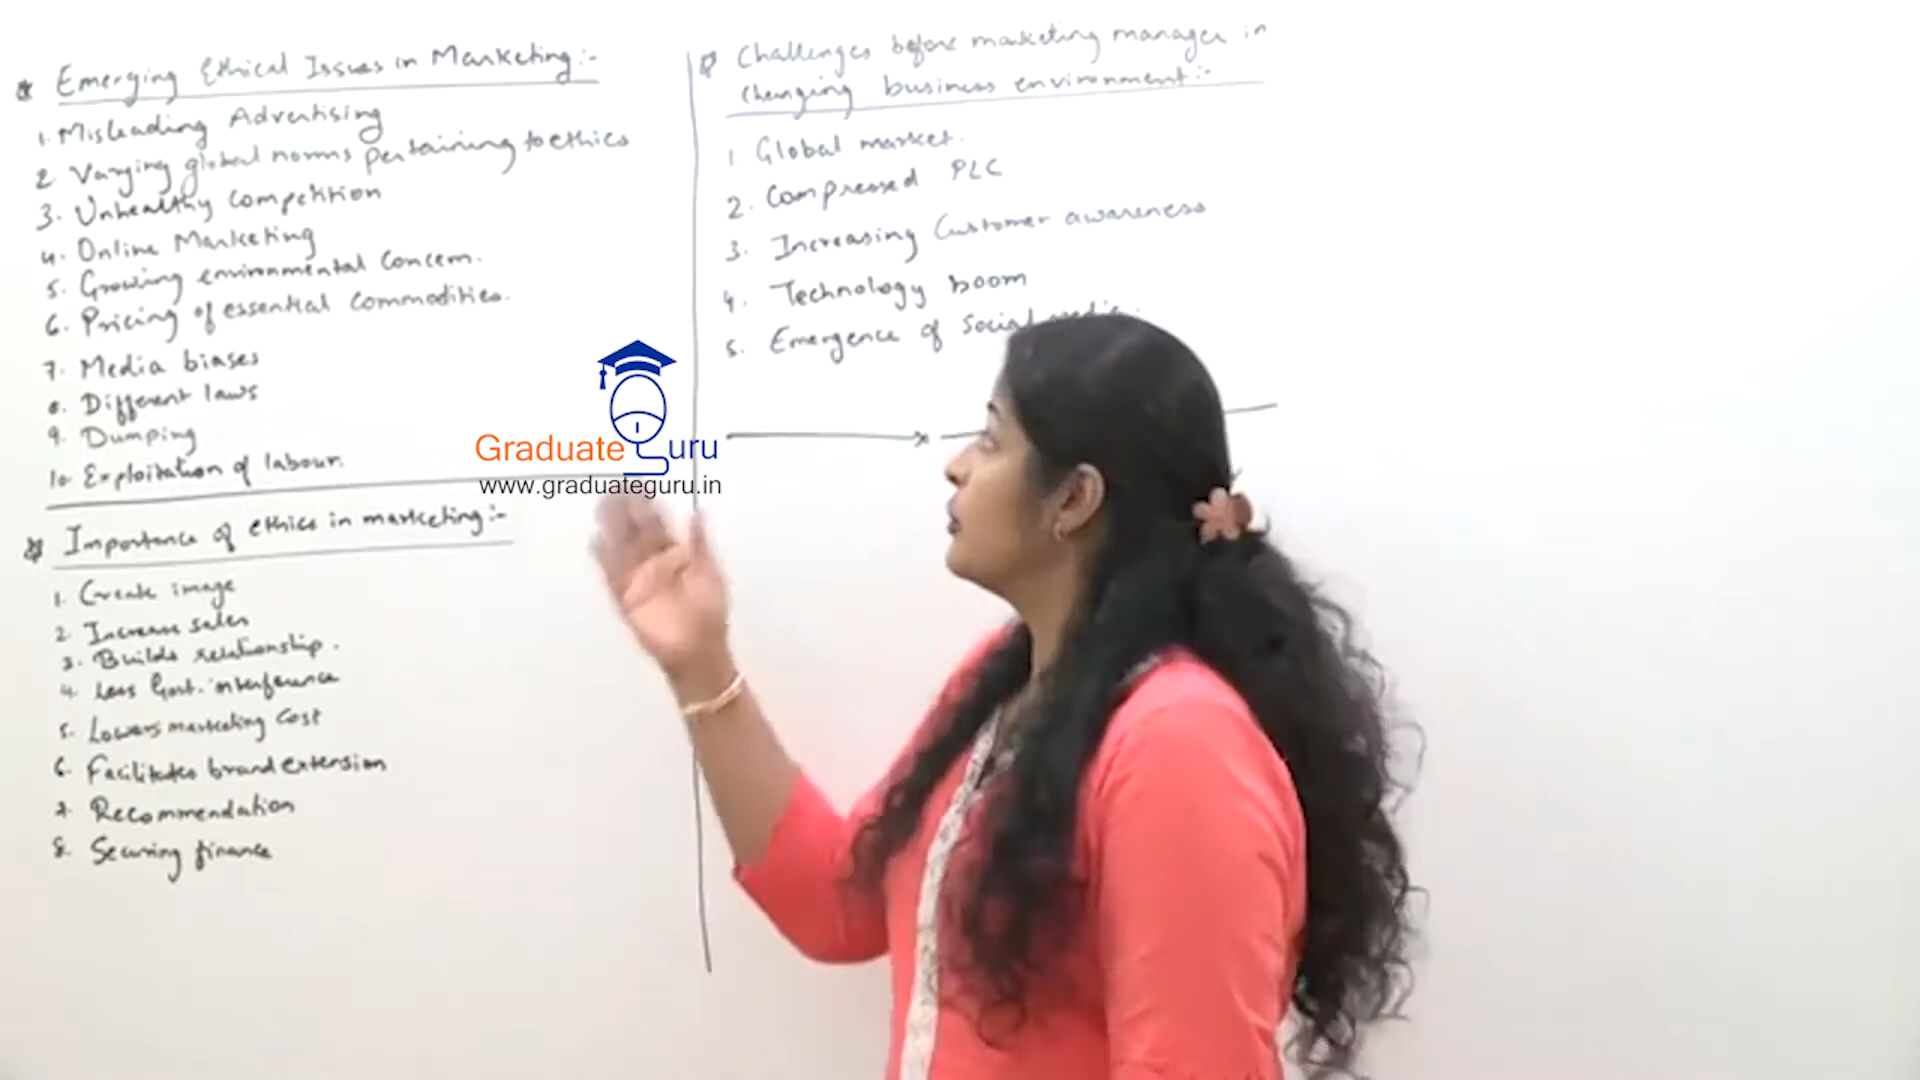 Emerging Ethical Issues in Marketing:-
1. Misleading Advertising
2. Varying global norms pertaining to ethics
3. Unhealthy competition
4. Online Marketing
5. Growing environmental concern.
6. Pricing of essential commodities.
7. Media biases
8. Different laws
9. Dumping
10. Exploitation of labour.
Importance of ethics in marketing:-
1. Create image
2. Increase sales
3. Builds relationship.
4. Less Govt. interference
5. Lowers marketing cost
6. Facilitates brand extension
7. Recommendation
8. Securing finance
Challenges before marketing manager in
changing business environment:-
1 Global market.
2. Compressed PLC
3. Increasing Customer awareness
4. Technology boom
5. Emergence of Social media.
Graduate Guru
www.graduateguru.in